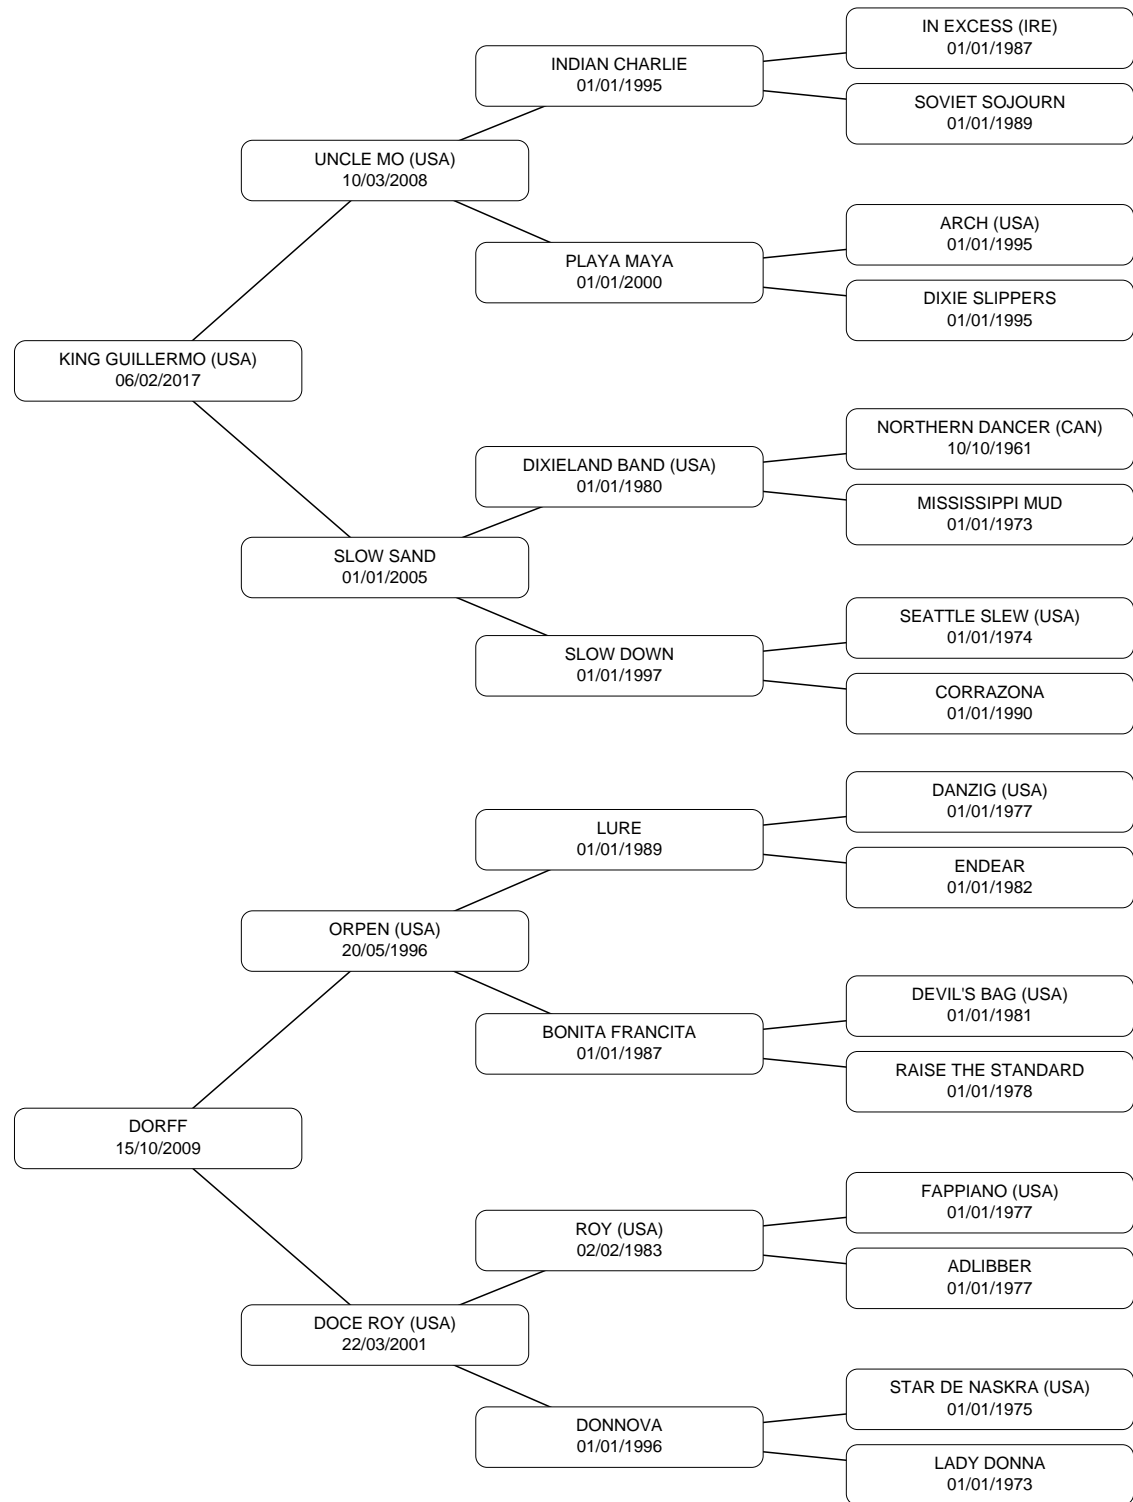 IN EXCESS (IRE)
01/01/1987
INDIAN CHARLIE
01/01/1995
SOVIET SOJOURN
01/01/1989
UNCLE MO (USA)
10/03/2008
ARCH (USA)
01/01/1995
PLAYA MAYA
01/01/2000
DIXIE SLIPPERS
01/01/1995
KING GUILLERMO (USA)
06/02/2017
NORTHERN DANCER (CAN)
10/10/1961
DIXIELAND BAND (USA)
01/01/1980
MISSISSIPPI MUD
01/01/1973
SLOW SAND
01/01/2005
SEATTLE SLEW (USA)
01/01/1974
SLOW DOWN
01/01/1997
CORRAZONA
01/01/1990
DANZIG (USA)
01/01/1977
LURE
01/01/1989
ENDEAR
01/01/1982
ORPEN (USA)
20/05/1996
DEVIL'S BAG (USA)
01/01/1981
BONITA FRANCITA
01/01/1987
RAISE THE STANDARD
01/01/1978
DORFF
15/10/2009
FAPPIANO (USA)
01/01/1977
ROY (USA)
02/02/1983
ADLIBBER
01/01/1977
DOCE ROY (USA)
22/03/2001
STAR DE NASKRA (USA)
01/01/1975
DONNOVA
01/01/1996
LADY DONNA
01/01/1973